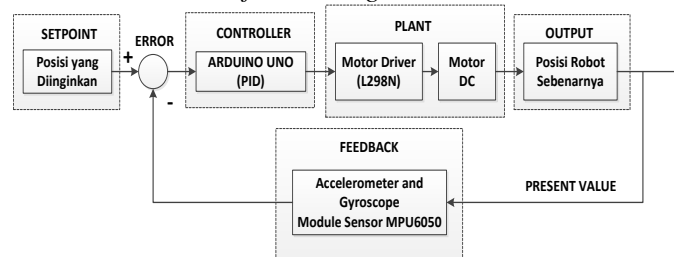 SETPOINT
Posisi yang
Diinginkan
ERROR
+
-
CONTROLLER
ARDUINO UNO
(PID)
PLANT
Motor Driver
(L298N)
Motor
DC
OUTPUT
Posisi Robot
Sebenarnya
FEEDBACK
Accelerometer and
Gyroscope
Module Sensor MPU6050
PRESENT VALUE